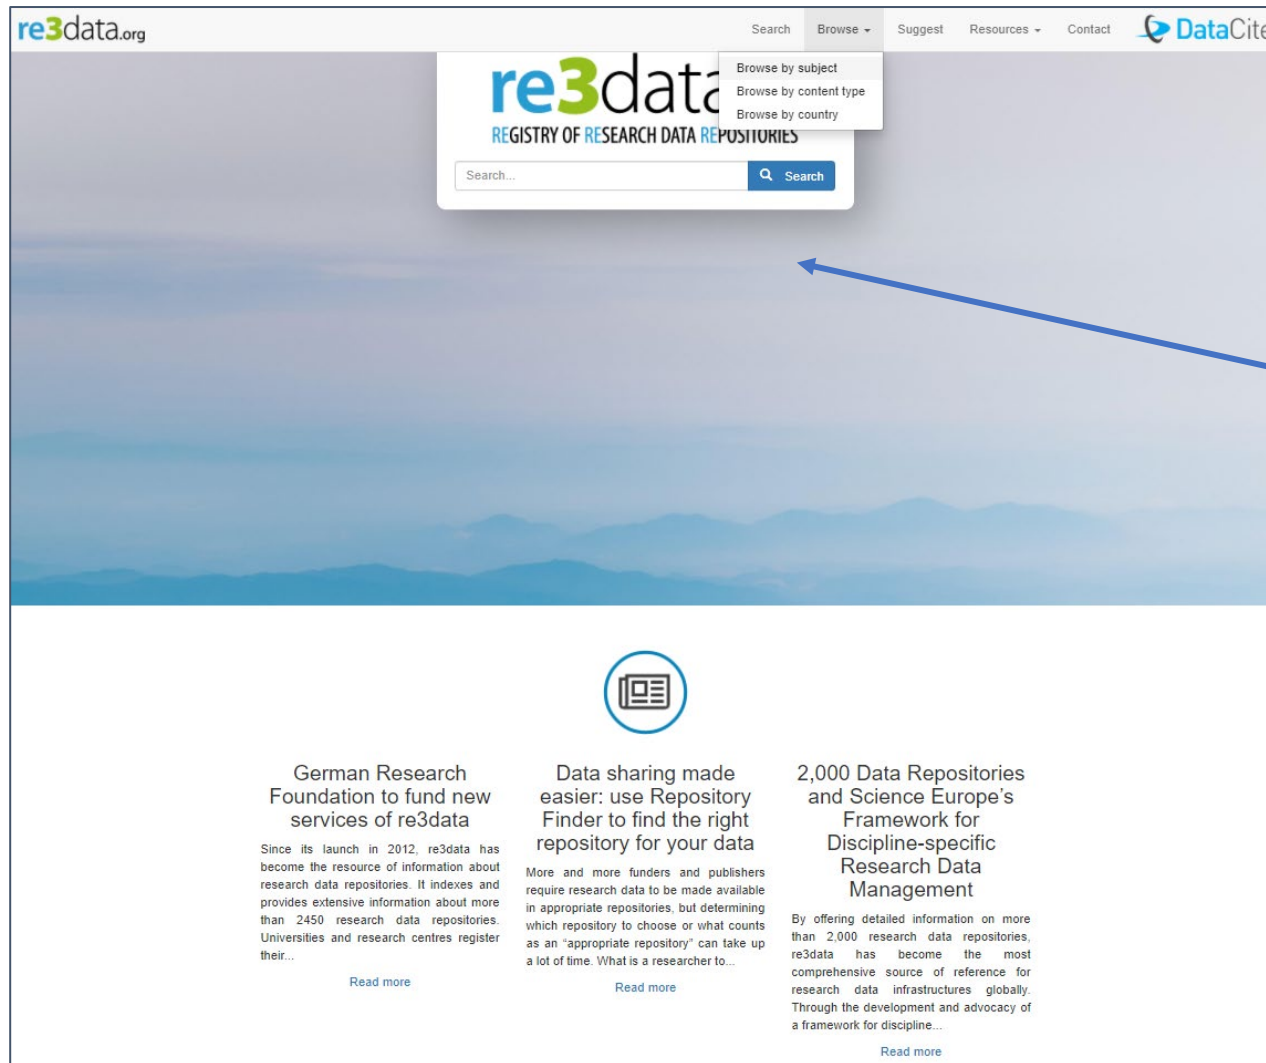 re3data.org
Search Browse Suggest Resources Contact DataCite
Browse by subject
Browse by content type
Browse by country
re3data
REGISTRY OF RESEARCH DATA REPOSITORIES
Search...
Search
German Research
Foundation to fund new
services of re3data
Since its launch in 2012, re3data has
become the resource of information about
research data repositories. It indexes and
provides extensive information about more
than 2450 research data repositories.
Universities and research centres register
their...
Read more
Data sharing made
easier: use Repository
Finder to find the right
repository for your data
More and more funders and publishers
require research data to be made available
in appropriate repositories, but determining
which repository to choose or what counts
as an “appropriate repository” can take up
a lot of time. What is a researcher to...
Read more
2,000 Data Repositories
and Science Europe’s
Framework for
Discipline-specific
Research Data
Management
By offering detailed information on more
than 2,000 research data repositories,
re3data has become the most
comprehensive source of reference for
research data infrastructures globally.
Through the development and advocacy of
a framework for discipline...
Read more